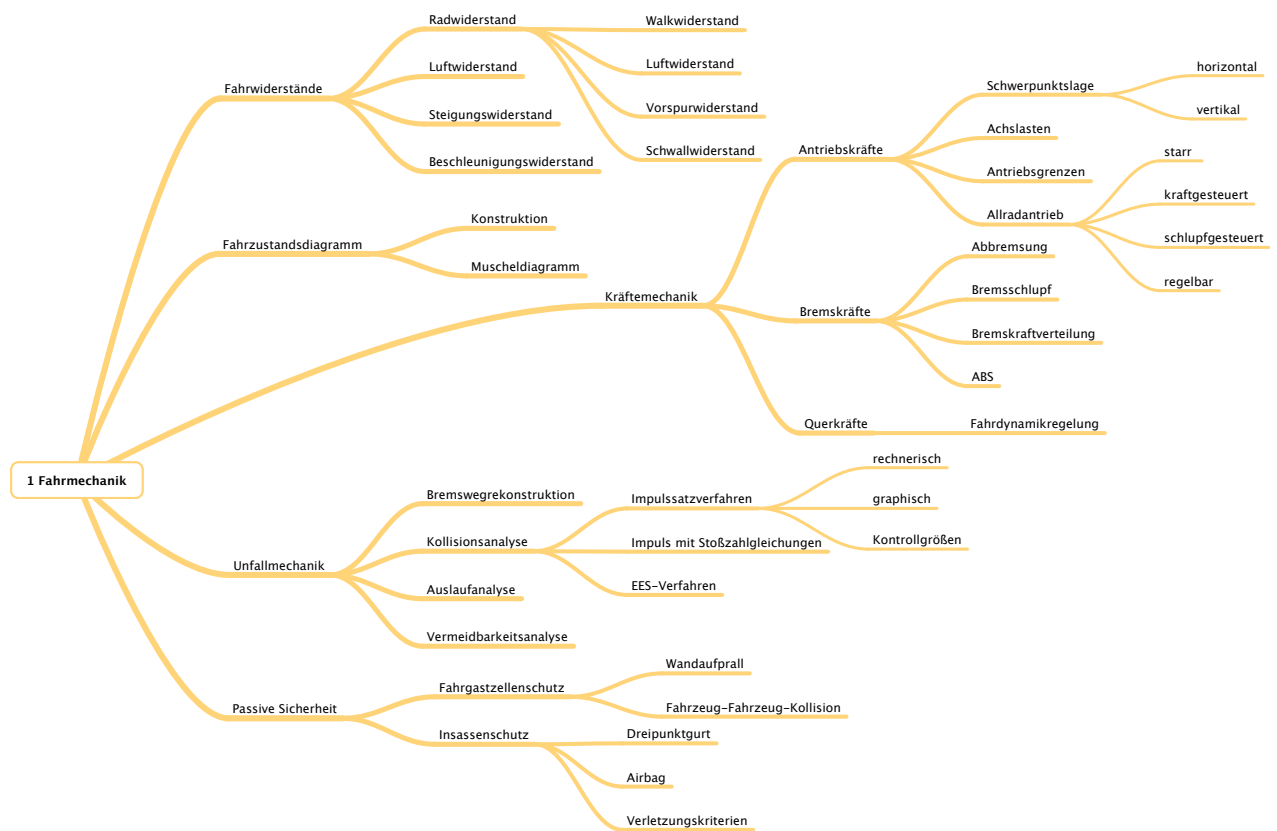 1 Fahrmechanik
Fahrwiderstände
Radwiderstand
Walkwiderstand
Luftwiderstand
Vorspurwiderstand
Schwallwiderstand
Luftwiderstand
Steigungswiderstand
Beschleunigungswiderstand
Fahrzustandsdiagramm
Konstruktion
Muscheldiagramm
Kräftemechanik
Antriebskräfte
Schwerpunktslage
horizontal
vertikal
Achslasten
Antriebsgrenzen
Allradantrieb
starr
kraftgesteuert
schlupfgesteuert
regelbar
Bremskräfte
Abbremsung
Bremsschlupf
Bremskraftverteilung
ABS
Querkräfte
Fahrdynamikregelung
Unfallmechanik
Bremswegrekonstruktion
Kollisionsanalyse
Impulssatzverfahren
rechnerisch
graphisch
Kontrollgrößen
Impuls mit Stoßzahlgleichungen
EES-Verfahren
Auslaufanalyse
Vermeidbarkeitsanalyse
Passive Sicherheit
Fahrgastzellenschutz
Wandaufprall
Fahrzeug-Fahrzeug-Kollision
Insassenschutz
Dreipunktgurt
Airbag
Verletzungskriterien